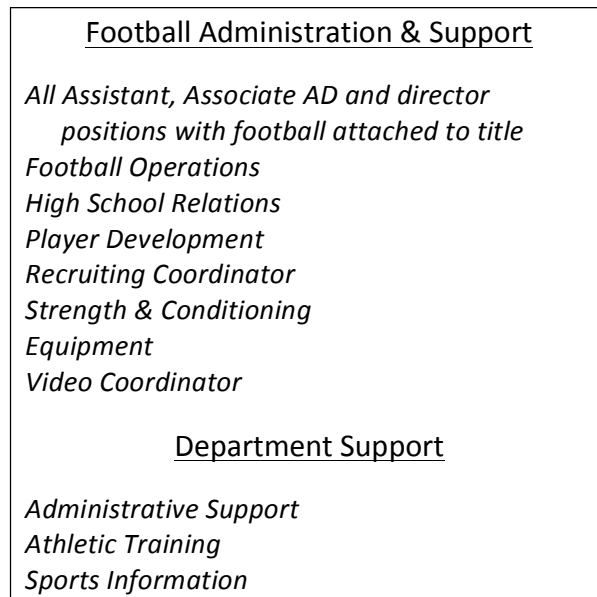 Football Administration & Support
All Assistant, Associate AD and director
positions with football attached to title
Football Operations
High School Relations
Player Development
Recruiting Coordinator
Strength & Conditioning
Equipment
Video Coordinator
Department Support
Administrative Support
Athletic Training
Sports Information